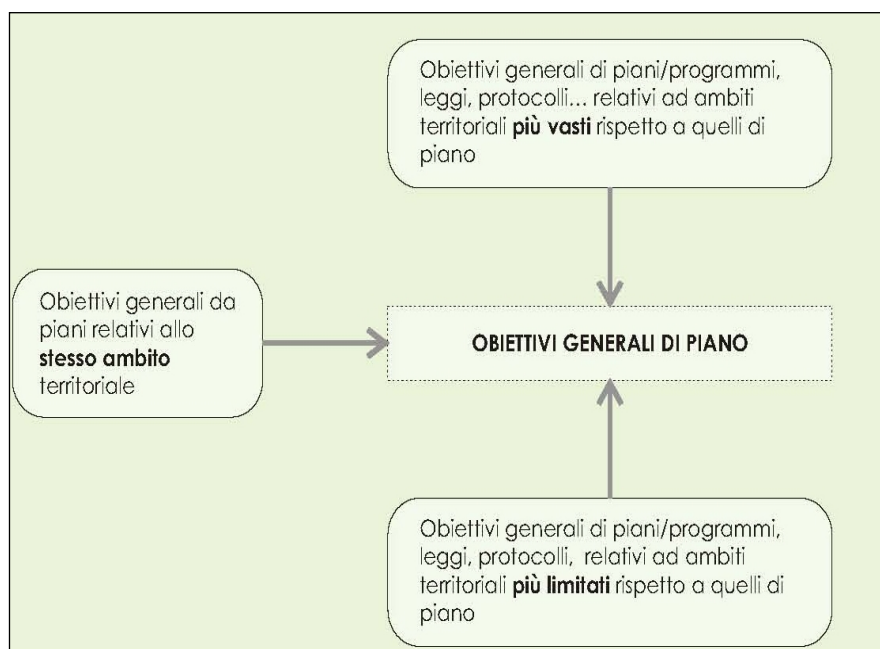 Obiettivi generali di piani/programmi,
leggi, protocolli... relativi ad ambiti
territoriali più vasti rispetto a quelli di
piano
Obiettivi generali da
piani relativi allo
stesso ambito
territoriale
OBIETTIVI GENERALI DI PIANO
Obiettivi generali di piani/programmi,
leggi, protocolli, relativi ad ambiti
territoriali più limitati rispetto a quelli di
piano